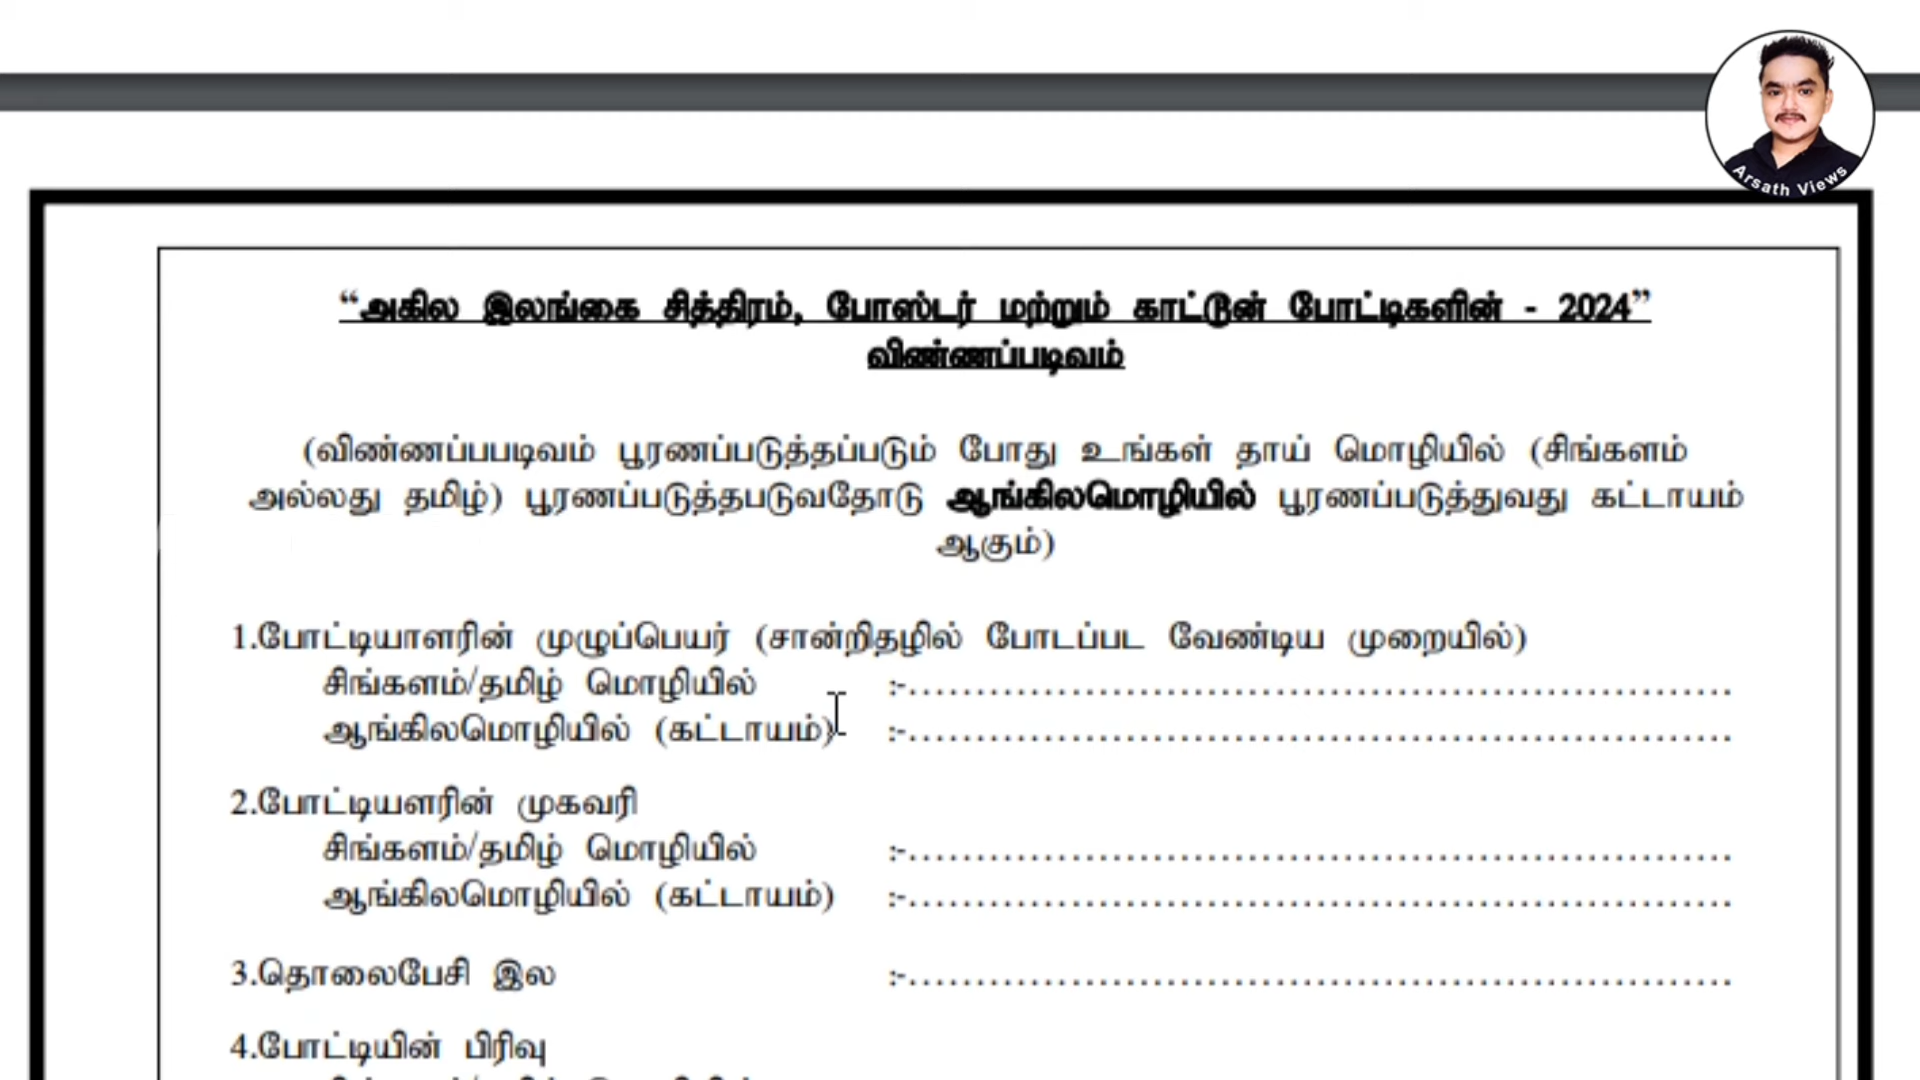 Arsath Views
“அகில இலங்கை சித்திரம், போஸ்டர் மற்றும் காட்டூன் போட்டிகளின் - 2024”
விண்ணப்படிவம்
(விண்ணப்பபடிவம் பூரணப்படுத்தப்படும் போது உங்கள் தாய் மொழியில் (சிங்களம்
அல்லது தமிழ்) பூரணப்படுத்தபடுவதோடு ஆங்கிலமொழியில் பூரணப்படுத்துவது கட்டாயம்
ஆகும்)
1.போட்டியாளரின் முழுப்பெயர் (சான்றிதழில் போடப்பட வேண்டிய முறையில்)
சிங்களம்/தமிழ் மொழியில் :-..............................................................
ஆங்கிலமொழியில் (கட்டாயம்) :-..............................................................
2.போட்டியளரின் முகவரி
சிங்களம்/தமிழ் மொழியில் :-..............................................................
ஆங்கிலமொழியில் (கட்டாயம்) :-..............................................................
3.தொலைபேசி இல :-..............................................................
4.போட்டியின் பிரிவு